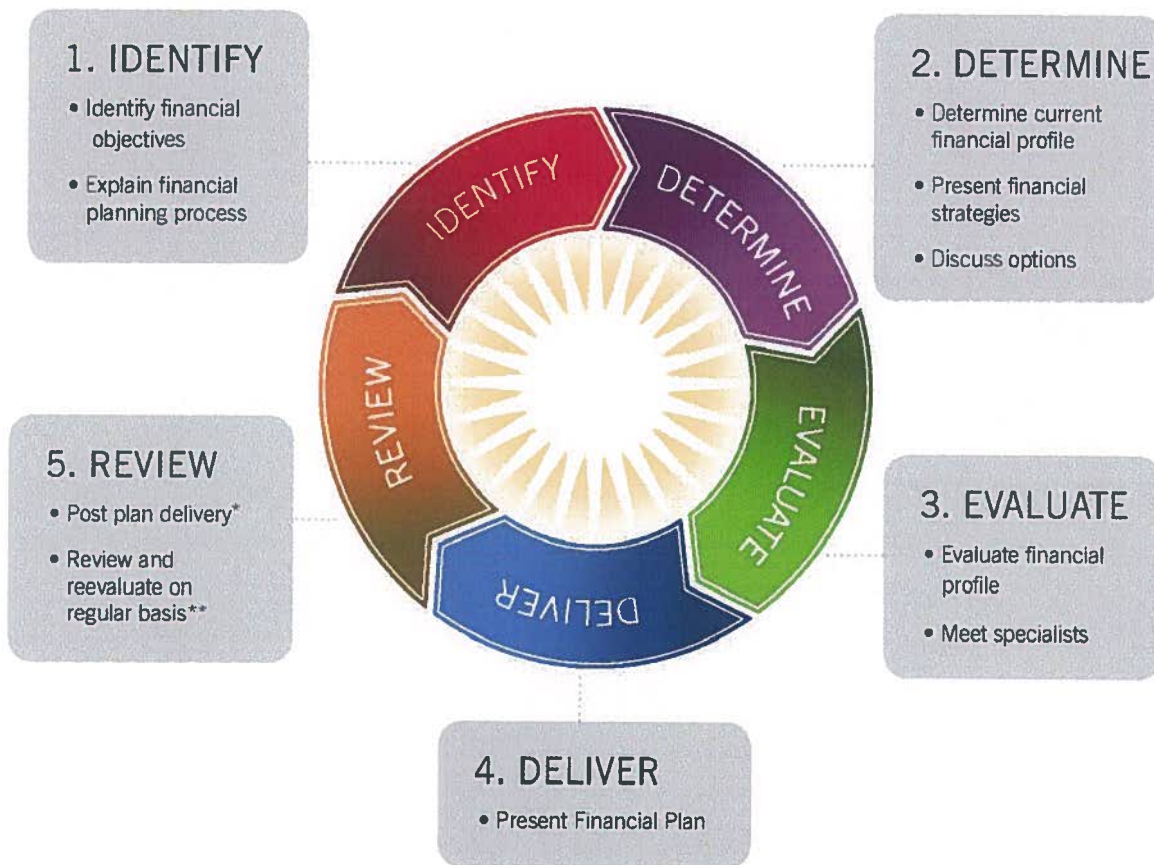 1. IDENTIFY
• Identify financial
objectives
• Explain financial
planning process
2. DETERMINE
• Determine current
financial profile
• Present financial
strategies
• Discuss options
IDENTIFY
DETERMINE
EVALUATE
DELIVER
REVIEW
5. REVIEW
• Post plan delivery*
• Review and
reevaluate on
regular basis**
3. EVALUATE
• Evaluate financial
profile
• Meet specialists
4. DELIVER
• Present Financial Plan